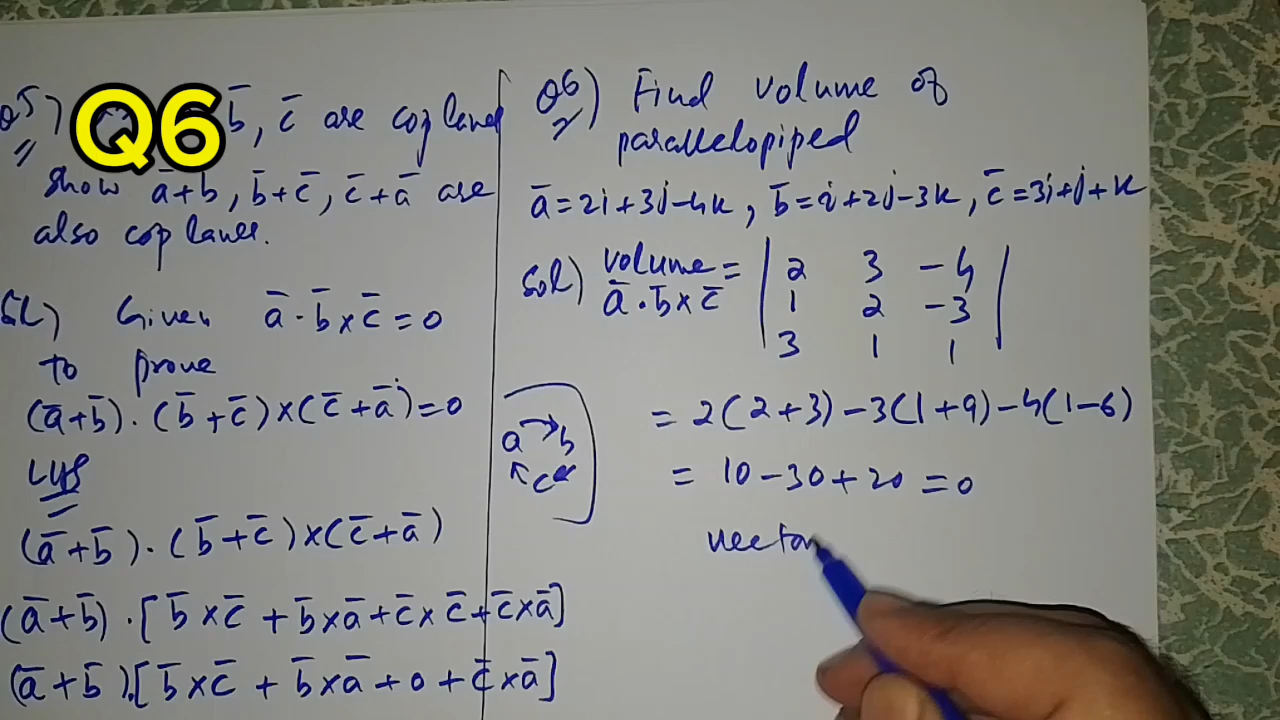 Q6
Q5) b̄, c̄ are coplaner
Show ā+b, b̄+c̄, c̄+ā are
also coplaner.
Sol) Given ā·b̄×c̄=0
to prove
(ā+b̄)·(b̄+c̄)×(c̄+ā)=0
LHS
(ā+b̄)·(b̄+c̄)×(c̄+ā)
(ā+b̄)·[b̄×c̄+b̄×ā+c̄×c̄+c̄×ā]
(ā+b̄).[b̄×c̄+b̄×ā+0+c̄×ā]
a→b
↖c↙
Q6) Find volume of
parallelopiped
ā=2i+3j-4k, b̄=i+2j-3k, c̄=3i+j+k
Sol) volume =
ā·b̄×c̄
| 2 3 -4 |
| 1 2 -3 |
| 3 1 1 |
= 2(2+3)-3(1+9)-4(1-6)
= 10-30+20=0